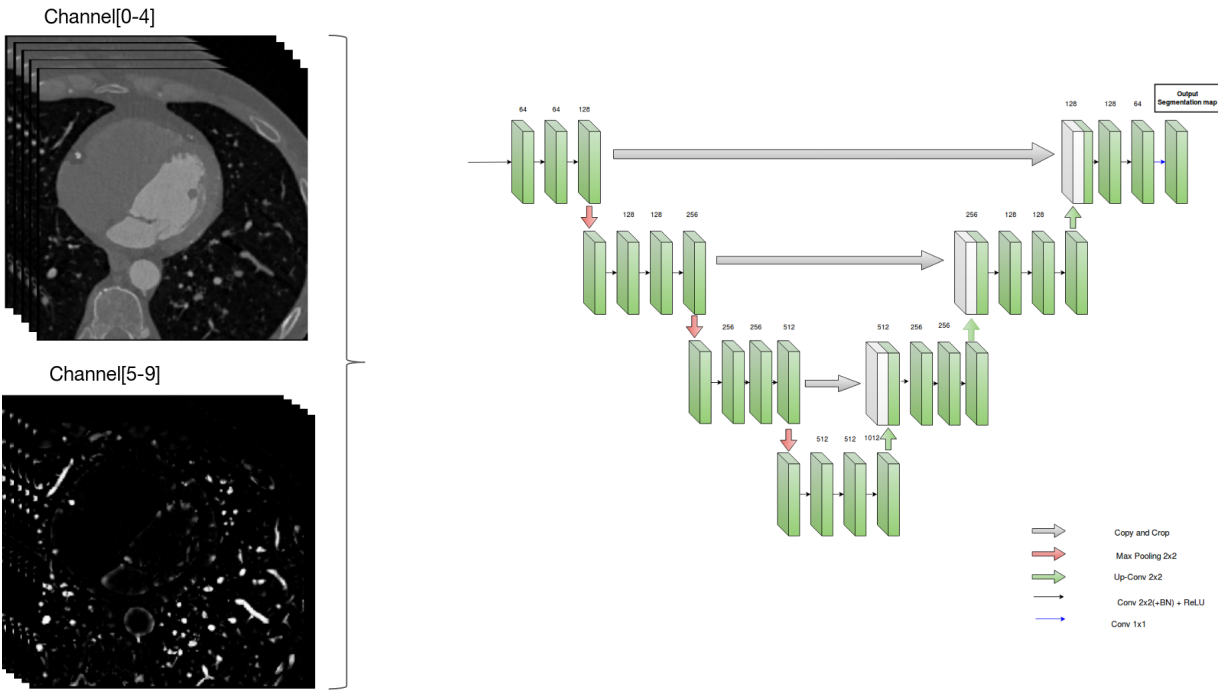 Channel[0-4]
Channel[5-9]
64 64 128
128 128 256
256 256 512
512 512 1012
512 256 256
256 128 128
128 128 64
Output
Segmentation map
Copy and Crop
Max Pooling 2x2
Up-Conv 2x2
Conv 2x2(+BN) + ReLU
Conv 1x1